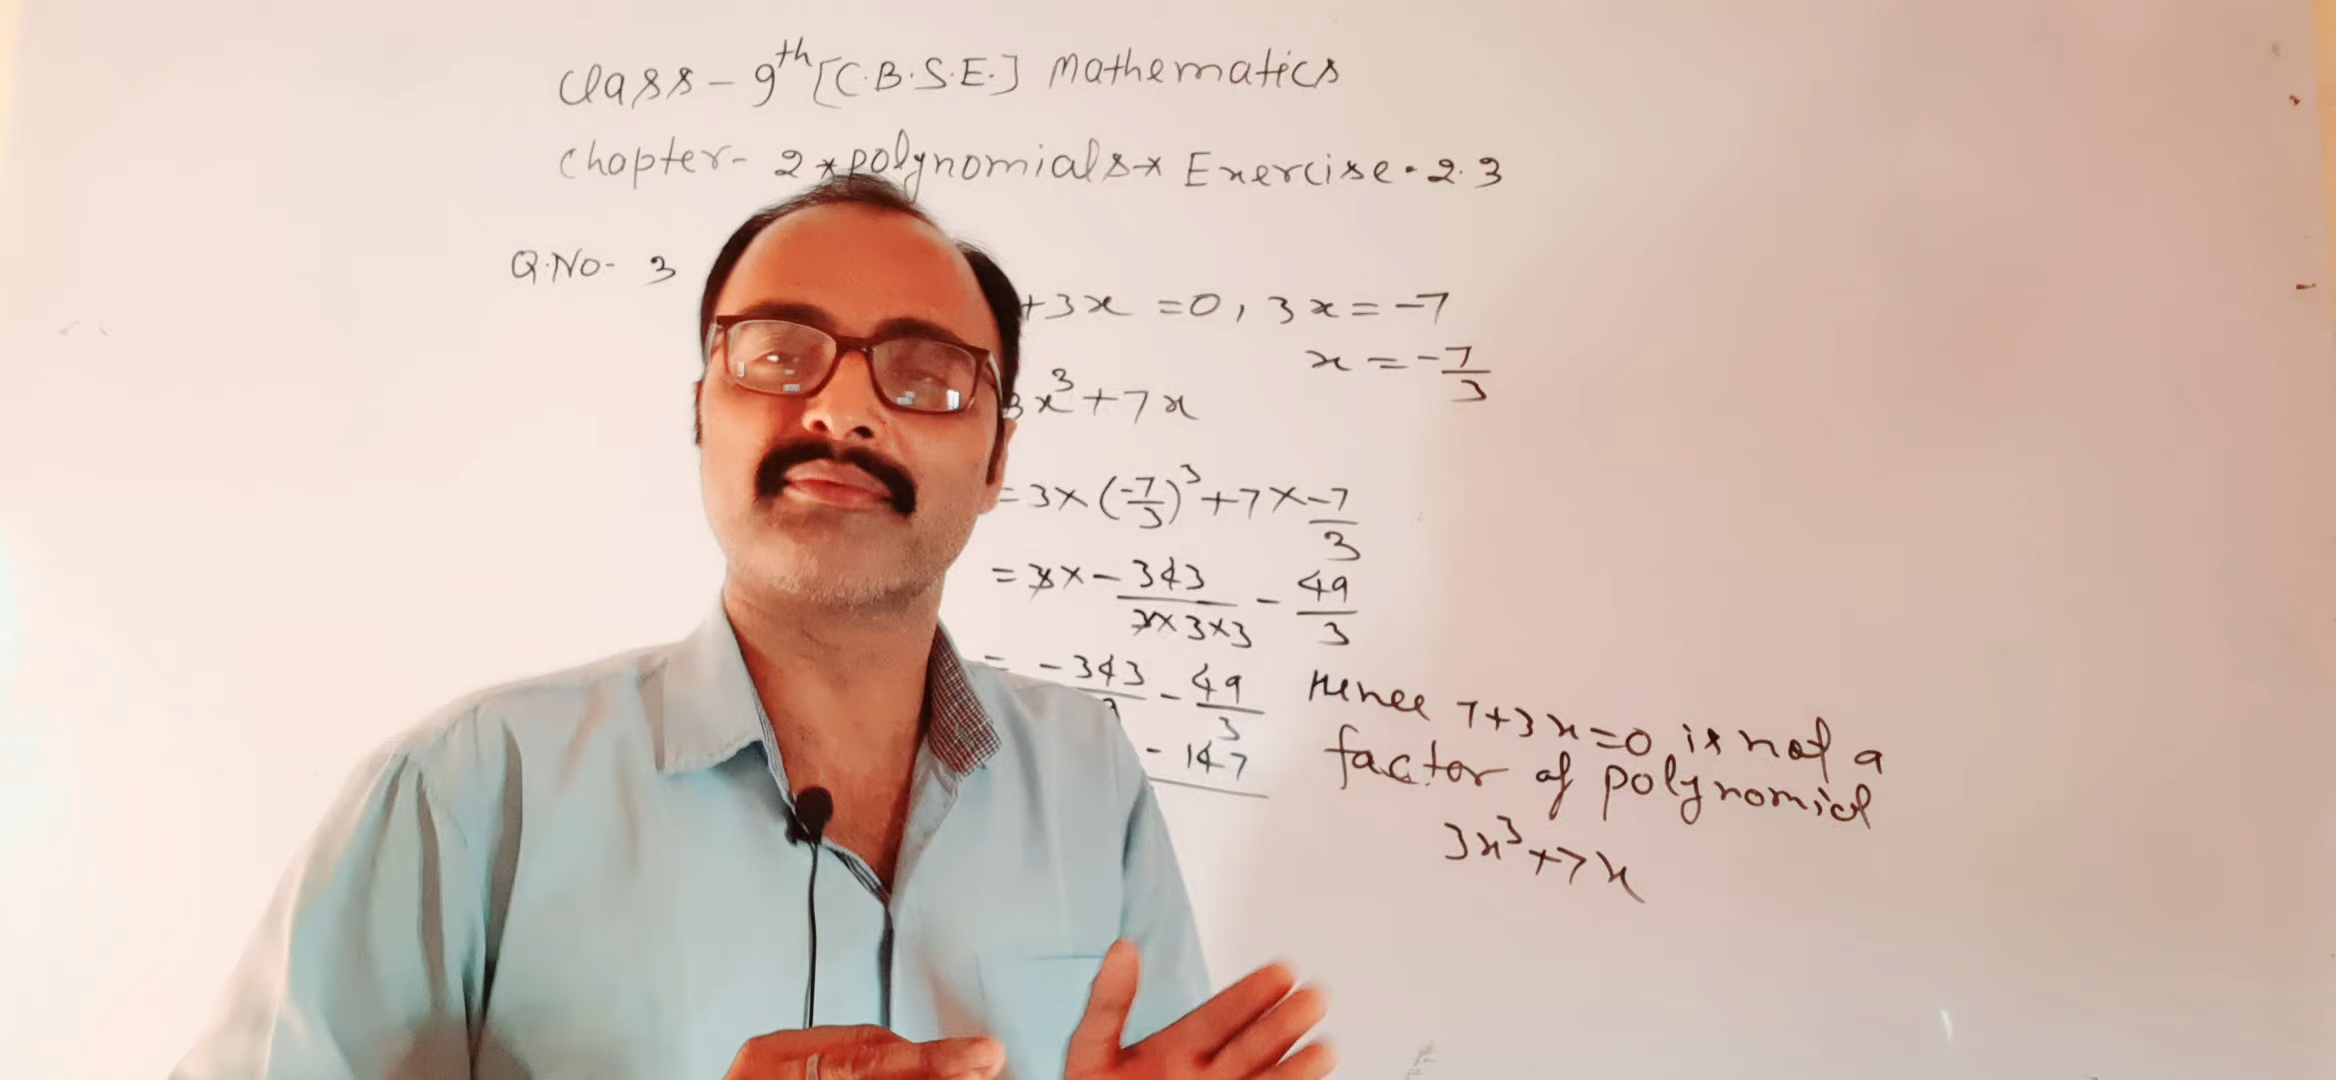 Class - 9th [C.B.S.E.] Mathematics
Chapter - 2 * polynomials * Exercise - 2.3
Q.No - 3
+3x = 0, 3x = -7
x = -7/3
3x³+7x
= 3×(-7/3)³+7×-7/3
= 3×-343/3×3×3 - 49/3
= -343/9 - 49/3
- 147
Hence 7+3x=0 is not a
factor of polynomial
3x³+7x